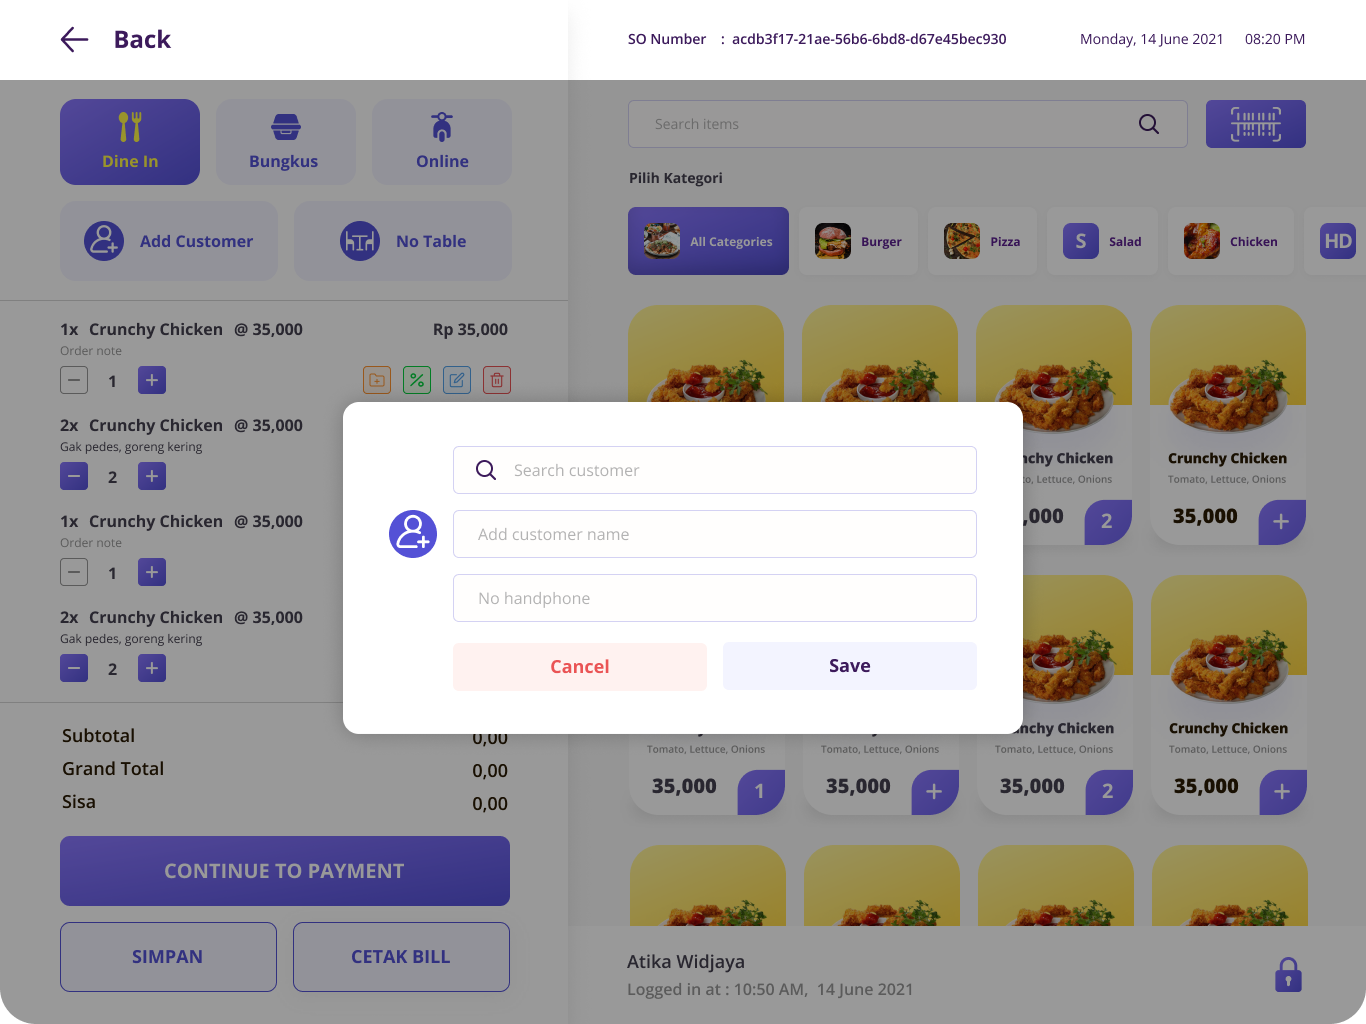 Back
SO Number : acdb3f17-21ae-56b6-6bd8-d67e45bec930
Monday, 14 June 2021 08:20 PM
Dine In
Bungkus
Online
Add Customer
No Table
1x Crunchy Chicken @ 35,000 Rp 35,000
Order note
1
2x Crunchy Chicken @ 35,000
Gak pedes, goreng kering
2
1x Crunchy Chicken @ 35,000
Order note
1
2x Crunchy Chicken @ 35,000
Gak pedes, goreng kering
2
Subtotal 0,00
Grand Total 0,00
Sisa 0,00
CONTINUE TO PAYMENT
SIMPAN
CETAK BILL
Search items
Pilih Kategori
All Categories
Burger
Pizza
S Salad
Chicken
HD
Search customer
Add customer name
No handphone
Cancel
Save
Chicken
Crunchy Chicken
Lettuce, Onions
Tomato, Lettuce, Onions
,000 2
35,000 +
Chicken
Crunchy Chicken
Tomato, Lettuce, Onions
Tomato, Lettuce, Onions
Tomato, Lettuce, Onions
Tomato, Lettuce, Onions
35,000 1
35,000 +
35,000 2
35,000 +
Atika Widjaya
Logged in at : 10:50 AM, 14 June 2021